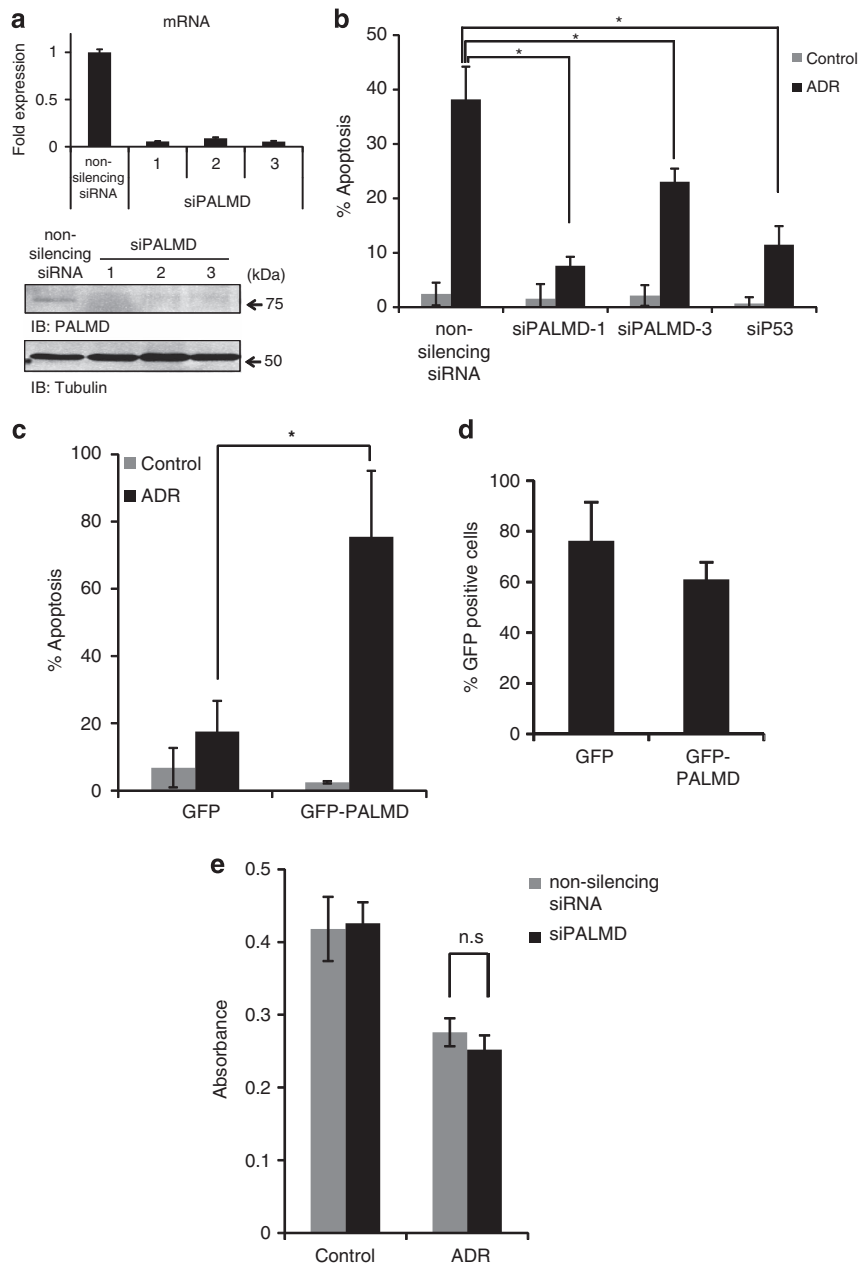 a
mRNA
Fold expression
1
0.5
0
non-
silencing
siRNA
1 2 3
siPALMD
non-
silencing
siRNA
siPALMD
1 2 3 (kDa)
75
IB: PALMD
50
IB: Tubulin
b
% Apoptosis
50
40
30
20
10
0
*
*
*
Control
ADR
non-
silencing
siRNA
siPALMD-1
siPALMD-3
siP53
c
% Apoptosis
100
80
60
40
20
0
Control
ADR
*
GFP
GFP-PALMD
d
% GFP positive cells
100
80
60
40
20
0
GFP
GFP-
PALMD
e
Absorbance
0.5
0.4
0.3
0.2
0.1
0
n.s
non-silencing
siRNA
siPALMD
Control
ADR